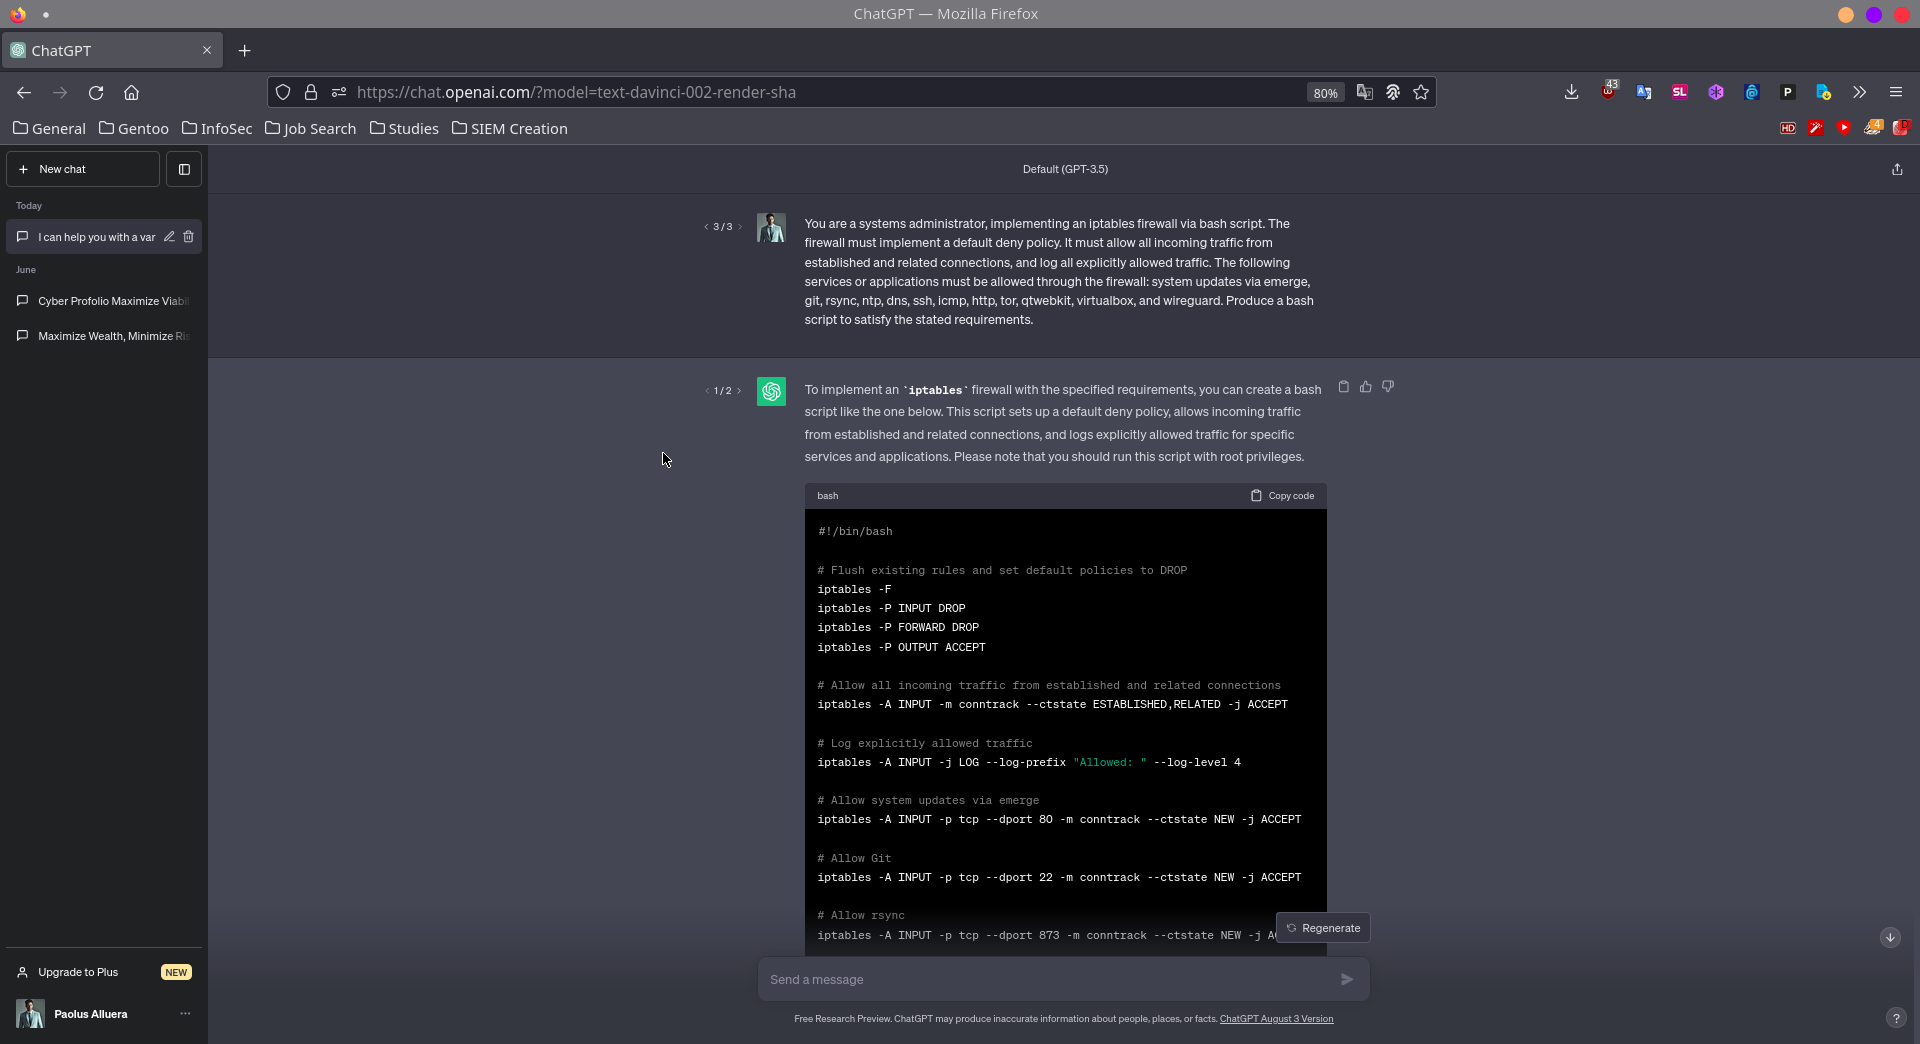 ChatGPT — Mozilla Firefox
ChatGPT
https://chat.openai.com/?model=text-davinci-002-render-sha
80%
43
SL
P
General
Gentoo
InfoSec
Job Search
Studies
SIEM Creation
HD
4
D
New chat
Default (GPT-3.5)
Today
I can help you with a var
June
Cyber Profolio Maximize Viabil
Maximize Wealth, Minimize Ris
3 / 3
You are a systems administrator, implementing an iptables firewall via bash script. The
firewall must implement a default deny policy. It must allow all incoming traffic from
established and related connections, and log all explicitly allowed traffic. The following
services or applications must be allowed through the firewall: system updates via emerge,
git, rsync, ntp, dns, ssh, icmp, http, tor, qtwebkit, virtualbox, and wireguard. Produce a bash
script to satisfy the stated requirements.
1 / 2
To implement an `iptables` firewall with the specified requirements, you can create a bash
script like the one below. This script sets up a default deny policy, allows incoming traffic
from established and related connections, and logs explicitly allowed traffic for specific
services and applications. Please note that you should run this script with root privileges.
bash
Copy code
#!/bin/bash
# Flush existing rules and set default policies to DROP
iptables -F
iptables -P INPUT DROP
iptables -P FORWARD DROP
iptables -P OUTPUT ACCEPT
# Allow all incoming traffic from established and related connections
iptables -A INPUT -m conntrack --ctstate ESTABLISHED,RELATED -j ACCEPT
# Log explicitly allowed traffic
iptables -A INPUT -j LOG --log-prefix "Allowed: " --log-level 4
# Allow system updates via emerge
iptables -A INPUT -p tcp --dport 80 -m conntrack --ctstate NEW -j ACCEPT
# Allow Git
iptables -A INPUT -p tcp --dport 22 -m conntrack --ctstate NEW -j ACCEPT
# Allow rsync
iptables -A INPUT -p tcp --dport 873 -m conntrack --ctstate NEW -j AC
Regenerate
Upgrade to Plus
NEW
Paolus Alluera
Send a message
Free Research Preview. ChatGPT may produce inaccurate information about people, places, or facts. ChatGPT August 3 Version
?